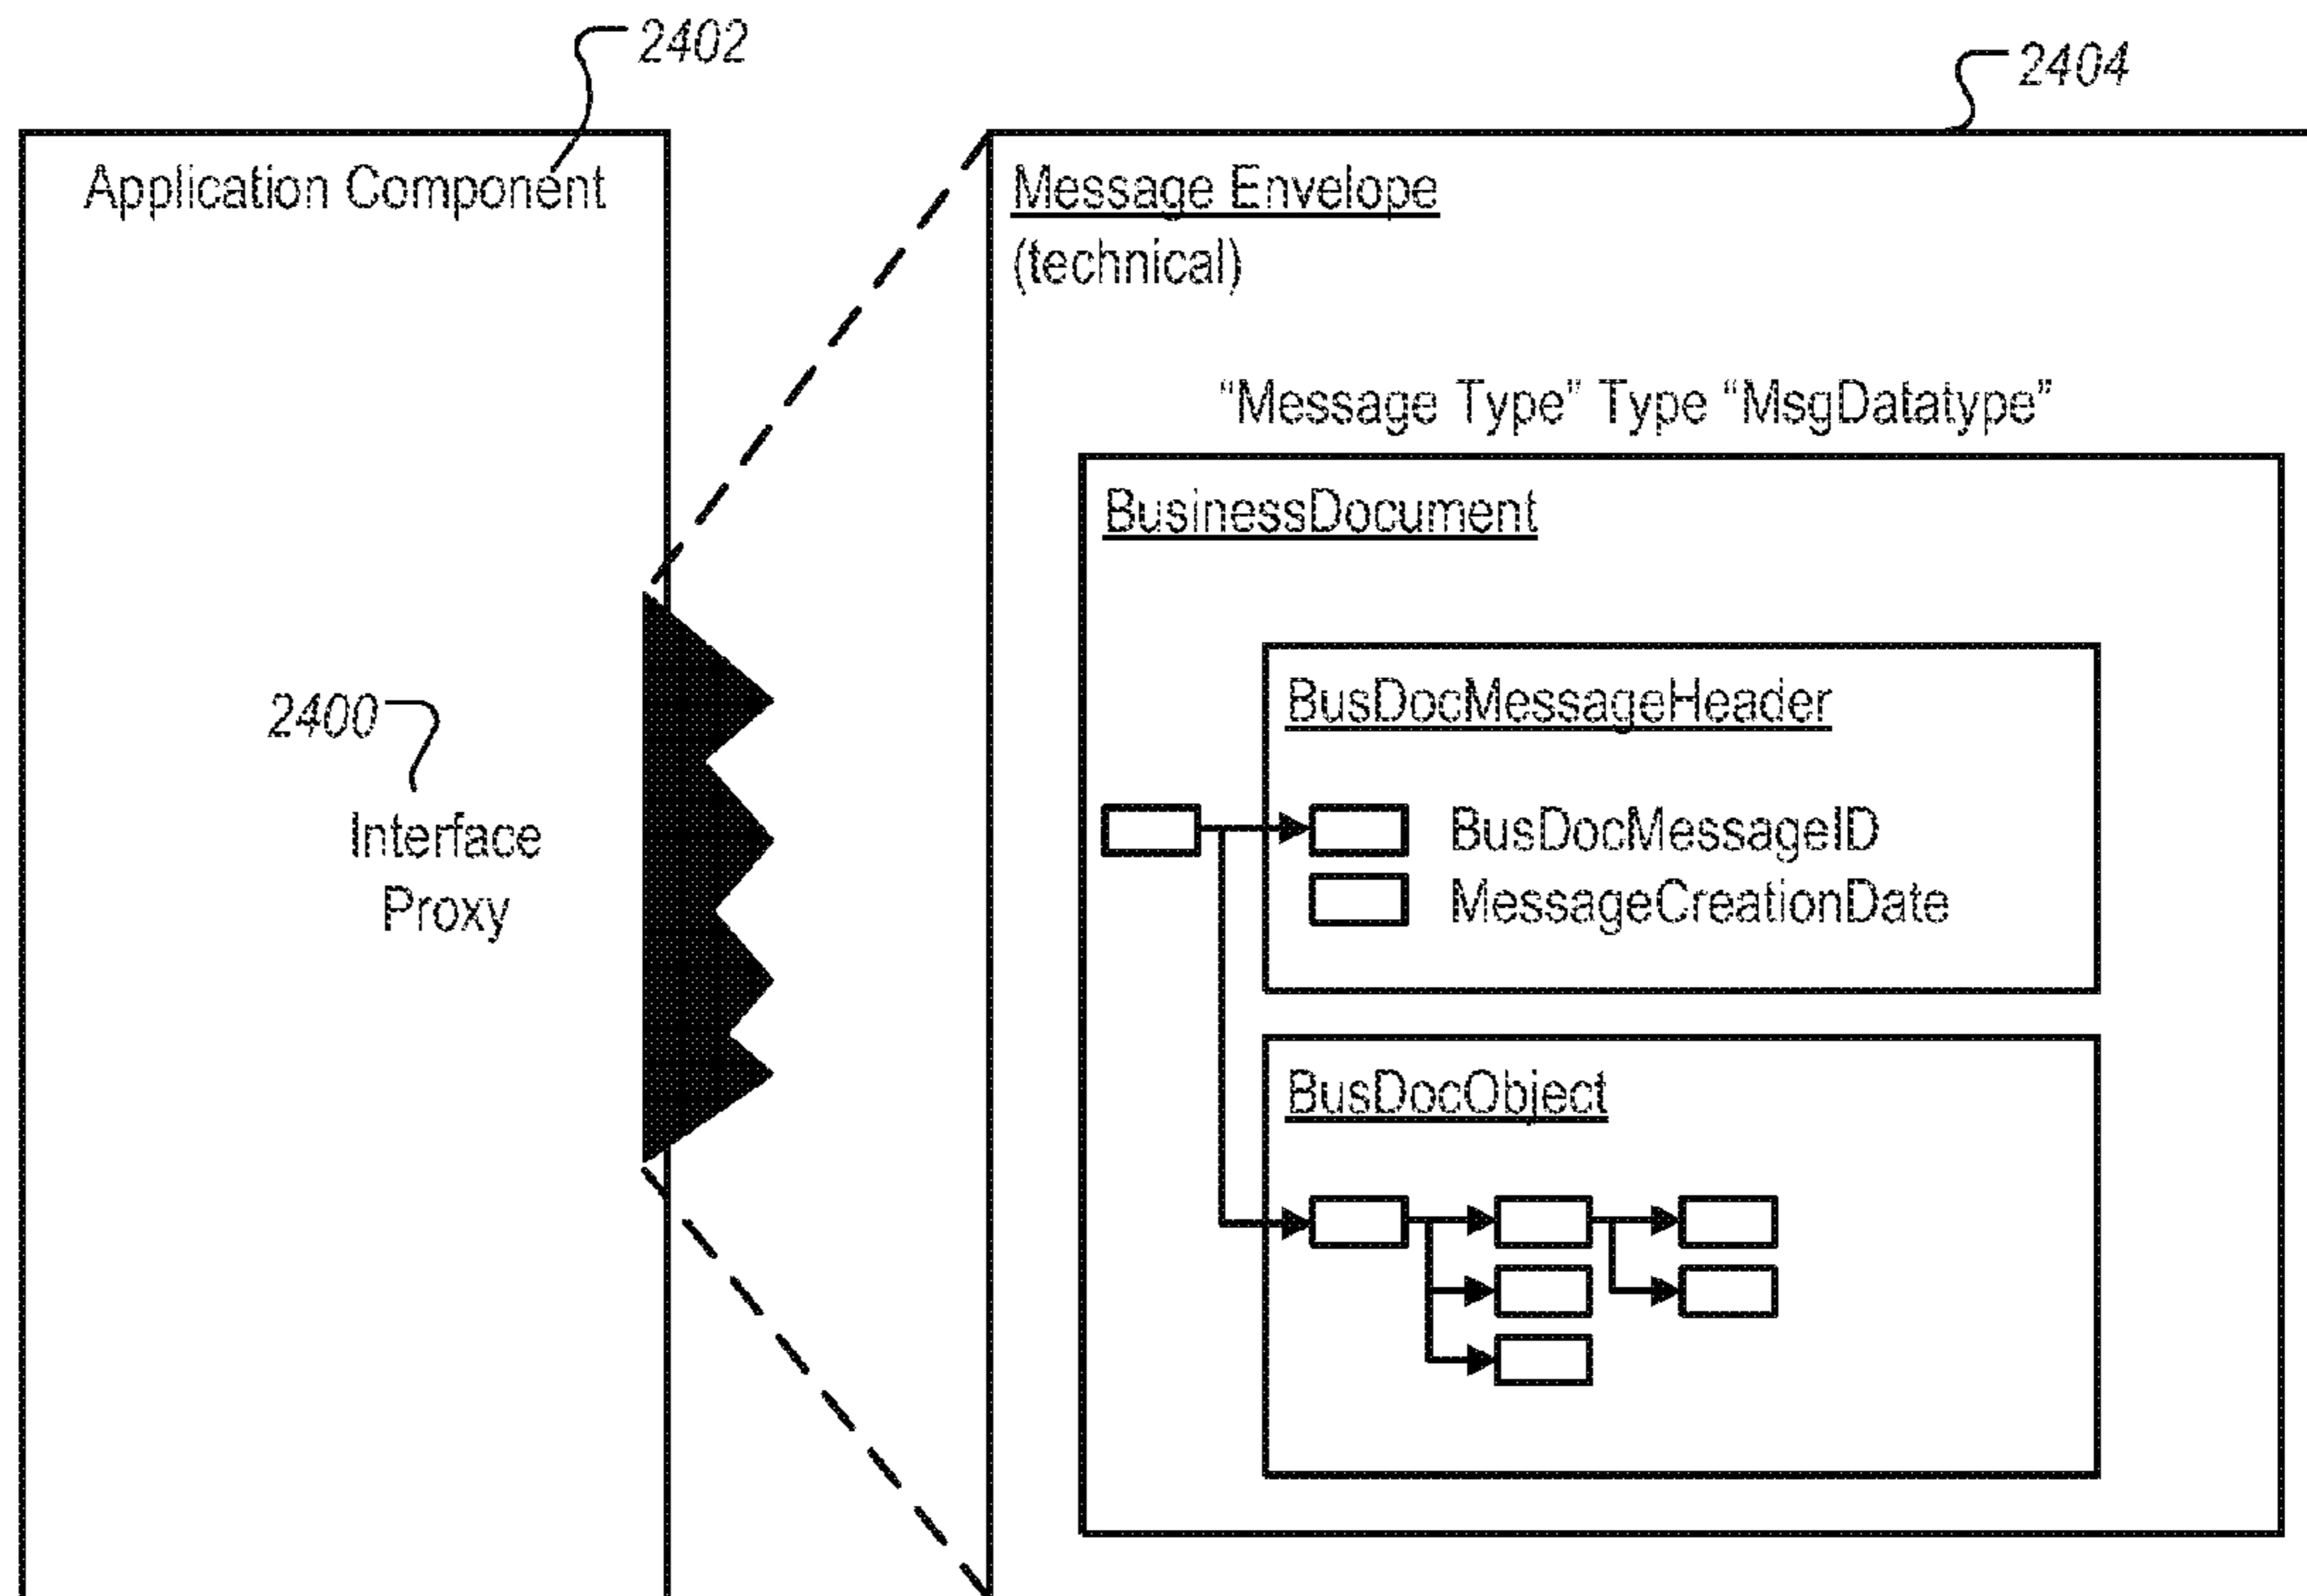 2402
2404
Application Component
Message Envelope
(technical)
“Message Type” Type “MsgDatatype”
BusinessDocument
BusDocMessageHeader
2400
Interface
Proxy
BusDocMessageID
MessageCreationDate
BusDocObject